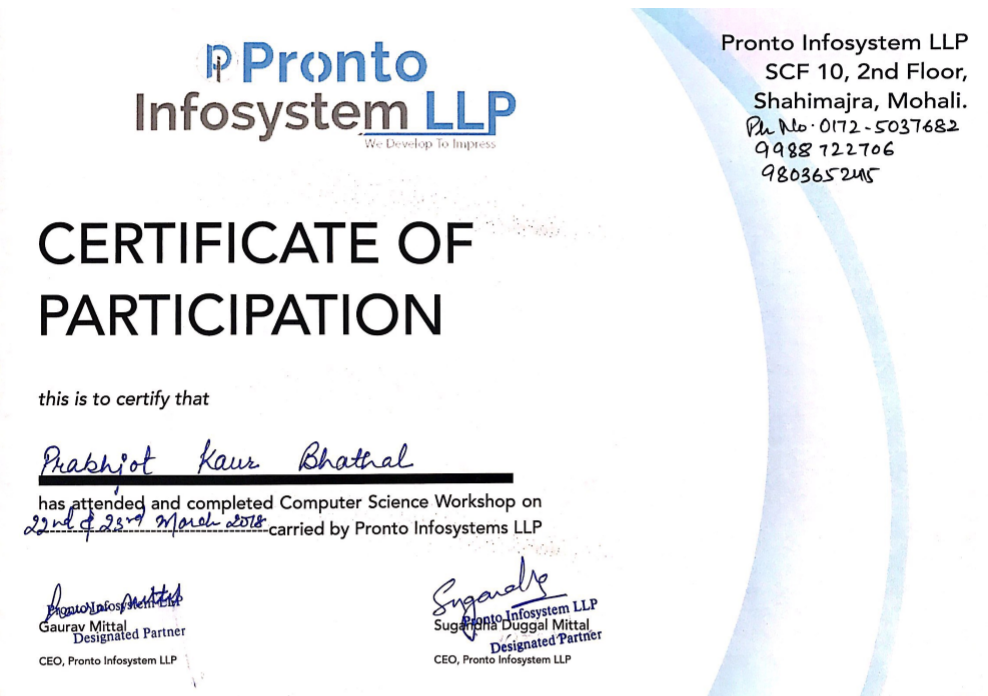 Pronto
Infosystem LLP
We Develop To Impress
Pronto Infosystem LLP
SCF 10, 2nd Floor,
Shahimajra, Mohali.
Ph No. 0172-5037682
9988722706
9803652415
CERTIFICATE OF
PARTICIPATION
this is to certify that
Prabhjot Kaur Bhathal
has attended and completed Computer Science Workshop on
22nd & 23rd March 2018 carried by Pronto Infosystems LLP
Pronto Infosystem LLP
Gaurav Mittal
Designated Partner
CEO, Pronto Infosystem LLP
Sugandha
Pronto Infosystem LLP
Sugandha Duggal Mittal
Designated Partner
CEO, Pronto Infosystem LLP